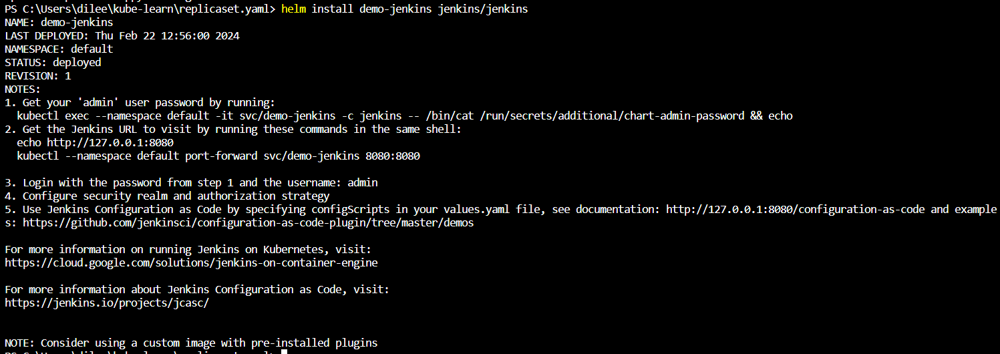 PS C:\Users\dilee\kube-learn\replicaset.yaml> helm install demo-jenkins jenkins/jenkins
NAME: demo-jenkins
LAST DEPLOYED: Thu Feb 22 12:56:00 2024
NAMESPACE: default
STATUS: deployed
REVISION: 1
NOTES:
1. Get your 'admin' user password by running:
  kubectl exec --namespace default -it svc/demo-jenkins -c jenkins -- /bin/cat /run/secrets/additional/chart-admin-password && echo
2. Get the Jenkins URL to visit by running these commands in the same shell:
  echo http://127.0.0.1:8080
  kubectl --namespace default port-forward svc/demo-jenkins 8080:8080
3. Login with the password from step 1 and the username: admin
4. Configure security realm and authorization strategy
5. Use Jenkins Configuration as Code by specifying configScripts in your values.yaml file, see documentation: http://127.0.0.1:8080/configuration-as-code and example
s: https://github.com/jenkinsci/configuration-as-code-plugin/tree/master/demos
For more information on running Jenkins on Kubernetes, visit:
https://cloud.google.com/solutions/jenkins-on-container-engine
For more information about Jenkins Configuration as Code, visit:
https://jenkins.io/projects/jcasc/
NOTE: Consider using a custom image with pre-installed plugins